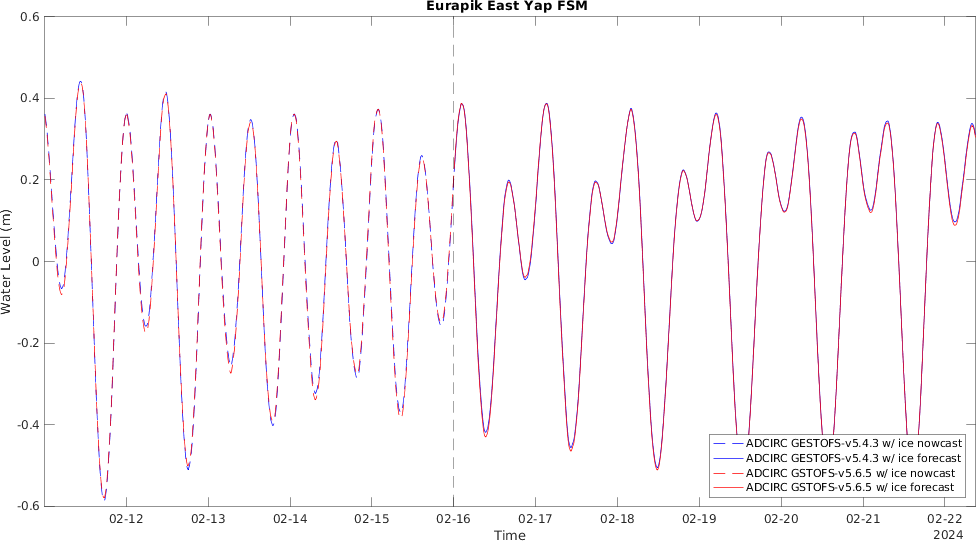 Eurapik East Yap FSM
0.6
0.4
0.2
0
-0.2
-0.4
-0.6
Water Level (m)
ADCIRC GESTOFS-v5.4.3 w/ ice nowcast
ADCIRC GESTOFS-v5.4.3 w/ ice forecast
ADCIRC GSTOFS-v5.6.5 w/ ice nowcast
ADCIRC GSTOFS-v5.6.5 w/ ice forecast
02-12 02-13 02-14 02-15 02-16 02-17 02-18 02-19 02-20 02-21 02-22
Time 2024